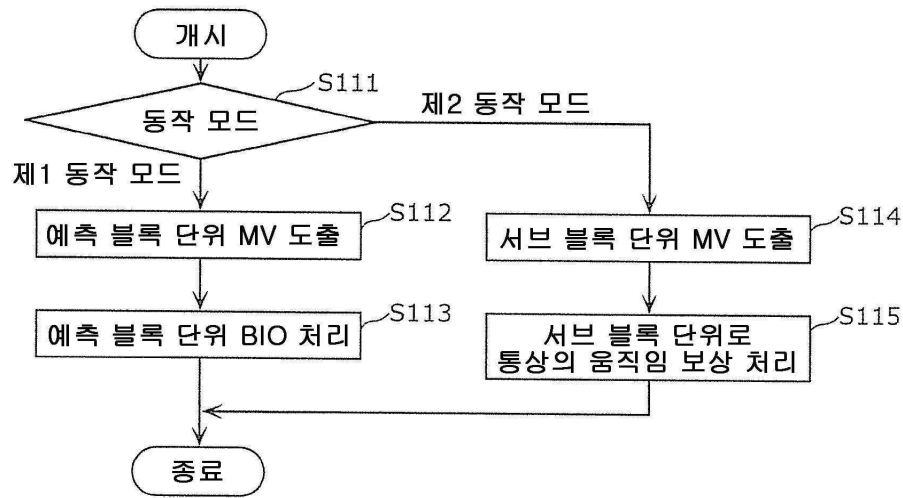 개시
S111
동작 모드
제2 동작 모드
제1 동작 모드
S112
예측 블록 단위 MV 도출
S114
서브 블록 단위 MV 도출
S113
예측 블록 단위 BIO 처리
S115
서브 블록 단위로
통상의 움직임 보상 처리
종료